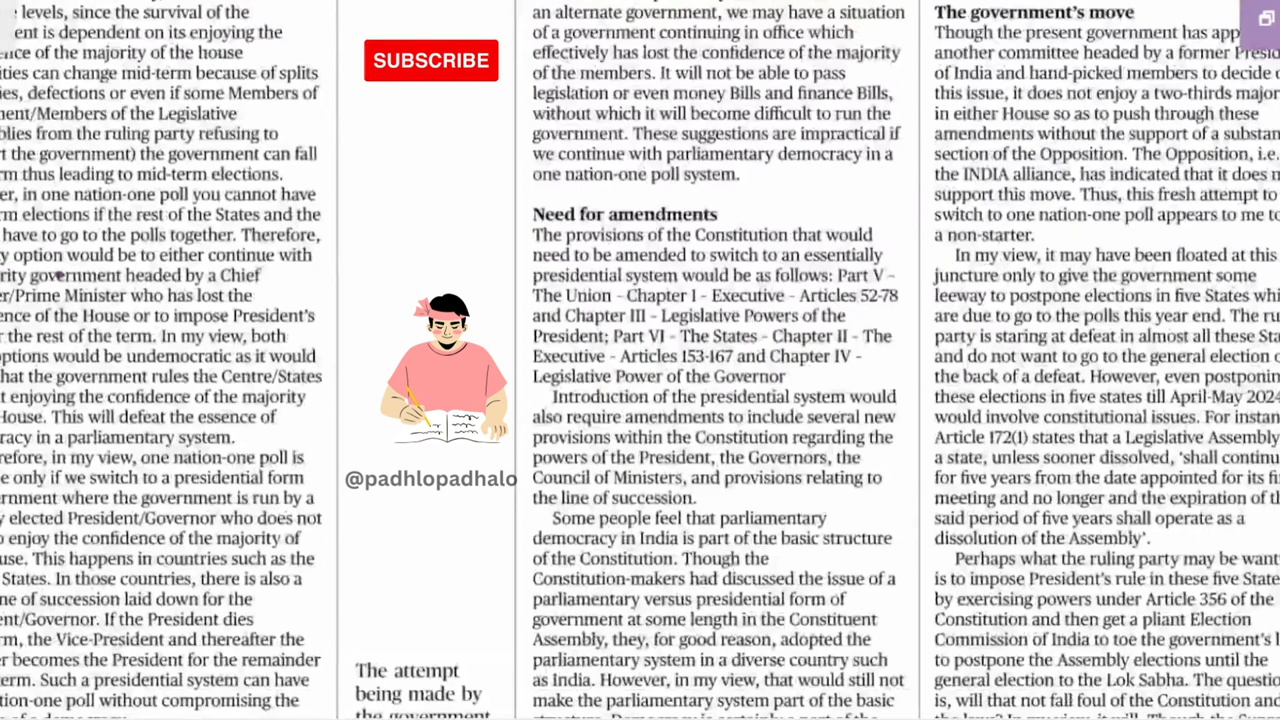 levels, since the survival of the
ent is dependent on its enjoying the
nce of the majority of the house
ities can change mid-term because of splits
ies, defections or even if some Members of
ment/Members of the Legislative
blies from the ruling party refusing to
t the government) the government can fall
rm thus leading to mid-term elections.
er, in one nation-one poll you cannot have
rm elections if the rest of the States and the
have to go to the polls together. Therefore,
y option would be to either continue with
rity government headed by a Chief
er/Prime Minister who has lost the
ence of the House or to impose President's
r the rest of the term. In my view, both
options would be undemocratic as it would
hat the government rules the Centre/States
t enjoying the confidence of the majority
House. This will defeat the essence of
racy in a parliamentary system.
refore, in my view, one nation-one poll is
e only if we switch to a presidential form
ernment where the government is run by a
y elected President/Governor who does not
o enjoy the confidence of the majority of
use. This happens in countries such as the
States. In those countries, there is also a
ne of succession laid down for the
ent/Governor. If the President dies
rm, the Vice-President and thereafter the
er becomes the President for the remainder
erm. Such a presidential system can have
tion-one poll without compromising the
SUBSCRIBE
@padhlopadhalo
The attempt
being made by
the government
an alternate government, we may have a situation
of a government continuing in office which
effectively has lost the confidence of the majority
of the members. It will not be able to pass
legislation or even money Bills and finance Bills,
without which it will become difficult to run the
government. These suggestions are impractical if
we continue with parliamentary democracy in a
one nation-one poll system.
Need for amendments
The provisions of the Constitution that would
need to be amended to switch to an essentially
presidential system would be as follows: Part V –
The Union – Chapter I – Executive – Articles 52-78
and Chapter III – Legislative Powers of the
President; Part VI – The States – Chapter II – The
Executive – Articles 153-167 and Chapter IV –
Legislative Power of the Governor
Introduction of the presidential system would
also require amendments to include several new
provisions within the Constitution regarding the
powers of the President, the Governors, the
Council of Ministers, and provisions relating to
the line of succession.
Some people feel that parliamentary
democracy in India is part of the basic structure
of the Constitution. Though the
Constitution-makers had discussed the issue of a
parliamentary versus presidential form of
government at some length in the Constituent
Assembly, they, for good reason, adopted the
parliamentary system in a diverse country such
as India. However, in my view, that would still not
make the parliamentary system part of the basic
The government's move
Though the present government has app
another committee headed by a former Presid
of India and hand-picked members to decide o
this issue, it does not enjoy a two-thirds major
in either House so as to push through these
amendments without the support of a substan
section of the Opposition. The Opposition, i.e.
the INDIA alliance, has indicated that it does n
support this move. Thus, this fresh attempt to
switch to one nation-one poll appears to me to
a non-starter.
In my view, it may have been floated at this
juncture only to give the government some
leeway to postpone elections in five States whi
are due to go to the polls this year end. The ru
party is staring at defeat in almost all these Sta
and do not want to go to the general election o
the back of a defeat. However, even postponin
these elections in five states till April-May 2024
would involve constitutional issues. For instan
Article 172(1) states that a Legislative Assembly
a state, unless sooner dissolved, 'shall continu
for five years from the date appointed for its fi
meeting and no longer and the expiration of th
said period of five years shall operate as a
dissolution of the Assembly'.
Perhaps what the ruling party may be want
is to impose President's rule in these five State
by exercising powers under Article 356 of the
Constitution and then get a pliant Election
Commission of India to toe the government's l
to postpone the Assembly elections until the
general election to the Lok Sabha. The questio
is, will that not fall foul of the Constitution and